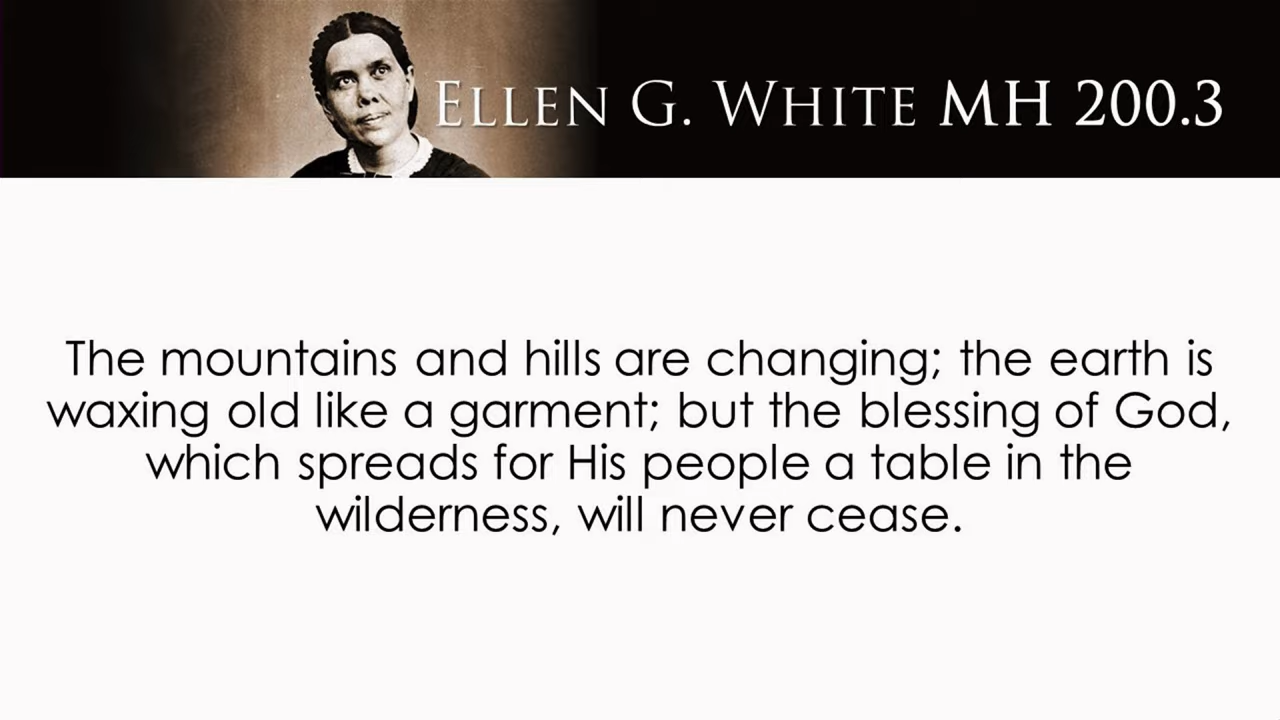 ELLEN G. WHITE MH 200.3
The mountains and hills are changing; the earth is
waxing old like a garment; but the blessing of God,
which spreads for His people a table in the
wilderness, will never cease.